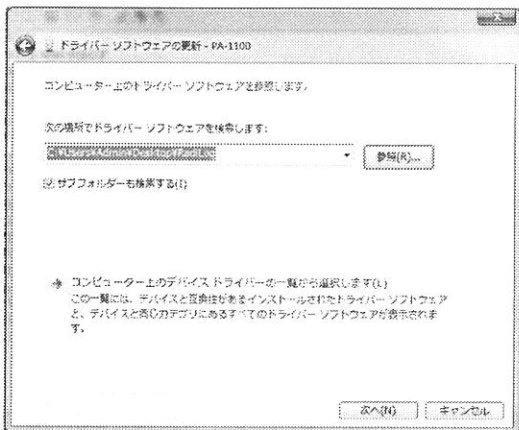 ドライバー ソフトウェアの更新 - PA-1100
コンピューター上のドライバー ソフトウェアを参照します。
次の場所でドライバー ソフトウェアを検索します:
参照(R)...
サブフォルダーも検索する(I)
コンピューター上のデバイス ドライバーの一覧から選択します(L)
この一覧には、デバイスと互換性があるインストールされたドライバー ソフトウェア
と、デバイスと同じカテゴリにあるすべてのドライバー ソフトウェアが表示されま
す。
次へ(N)
キャンセル